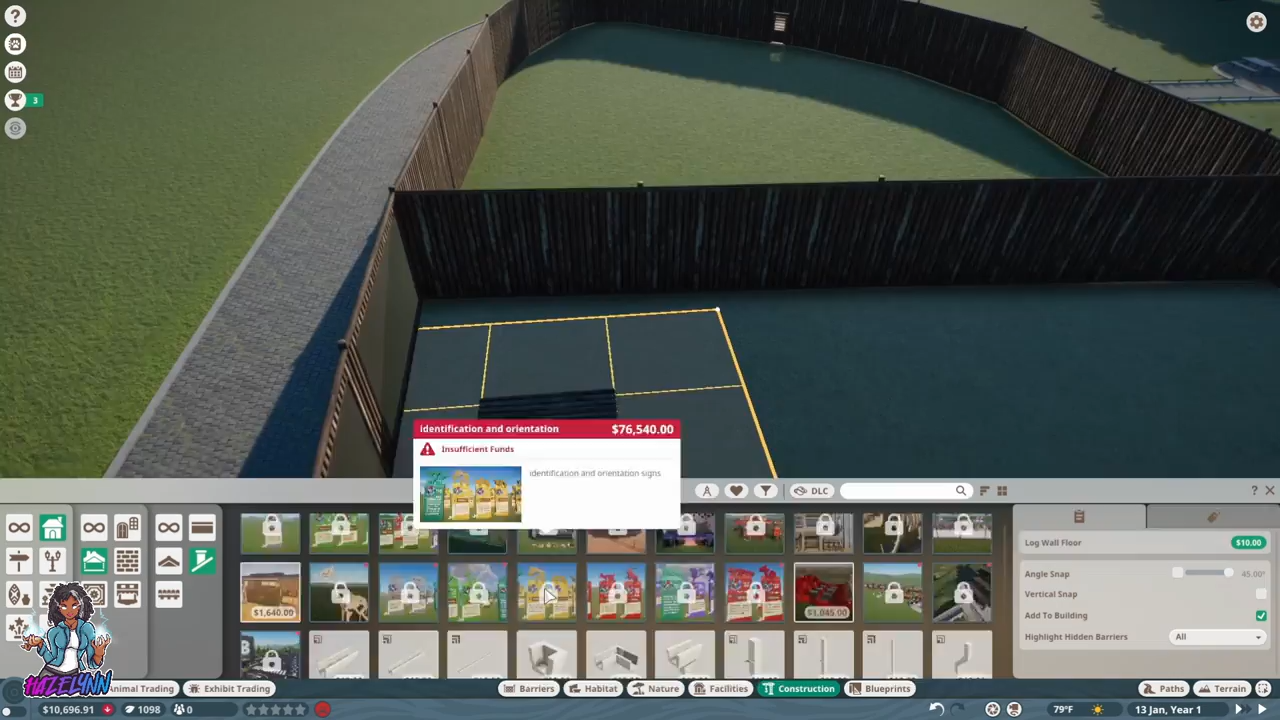 ?
3
identification and orientation $76,540.00
Insufficient Funds
identification and orientation signs
DLC
? ×
Log Wall Floor $10.00
Angle Snap 45.00°
Vertical Snap
Add To Building
Highlight Hidden Barriers All
$1,640.00
$1,045.00
HAZELYNN
Animal Trading
Exhibit Trading
Barriers
Habitat
Nature
Facilities
Construction
Blueprints
Paths
Terrain
$10,696.91
1098
0
79°F
13 Jan, Year 1